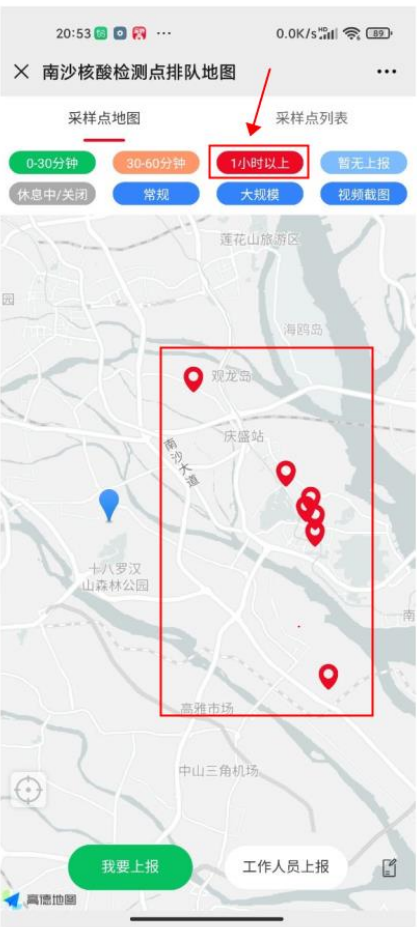 20:53 ··· 0.0K/s HD 89
南沙核酸检测点排队地图
采样点地图 采样点列表
0-30分钟 30-60分钟 1小时以上 暂无上报
休息中/关闭 常规 大规模 视频截图
莲花山旅游区
园
海鸥岛
观龙岛
庆盛站
南沙大道
十八罗汉
山森林公园
南
高雅市场
中山三角机场
我要上报 工作人员上报
高德地图